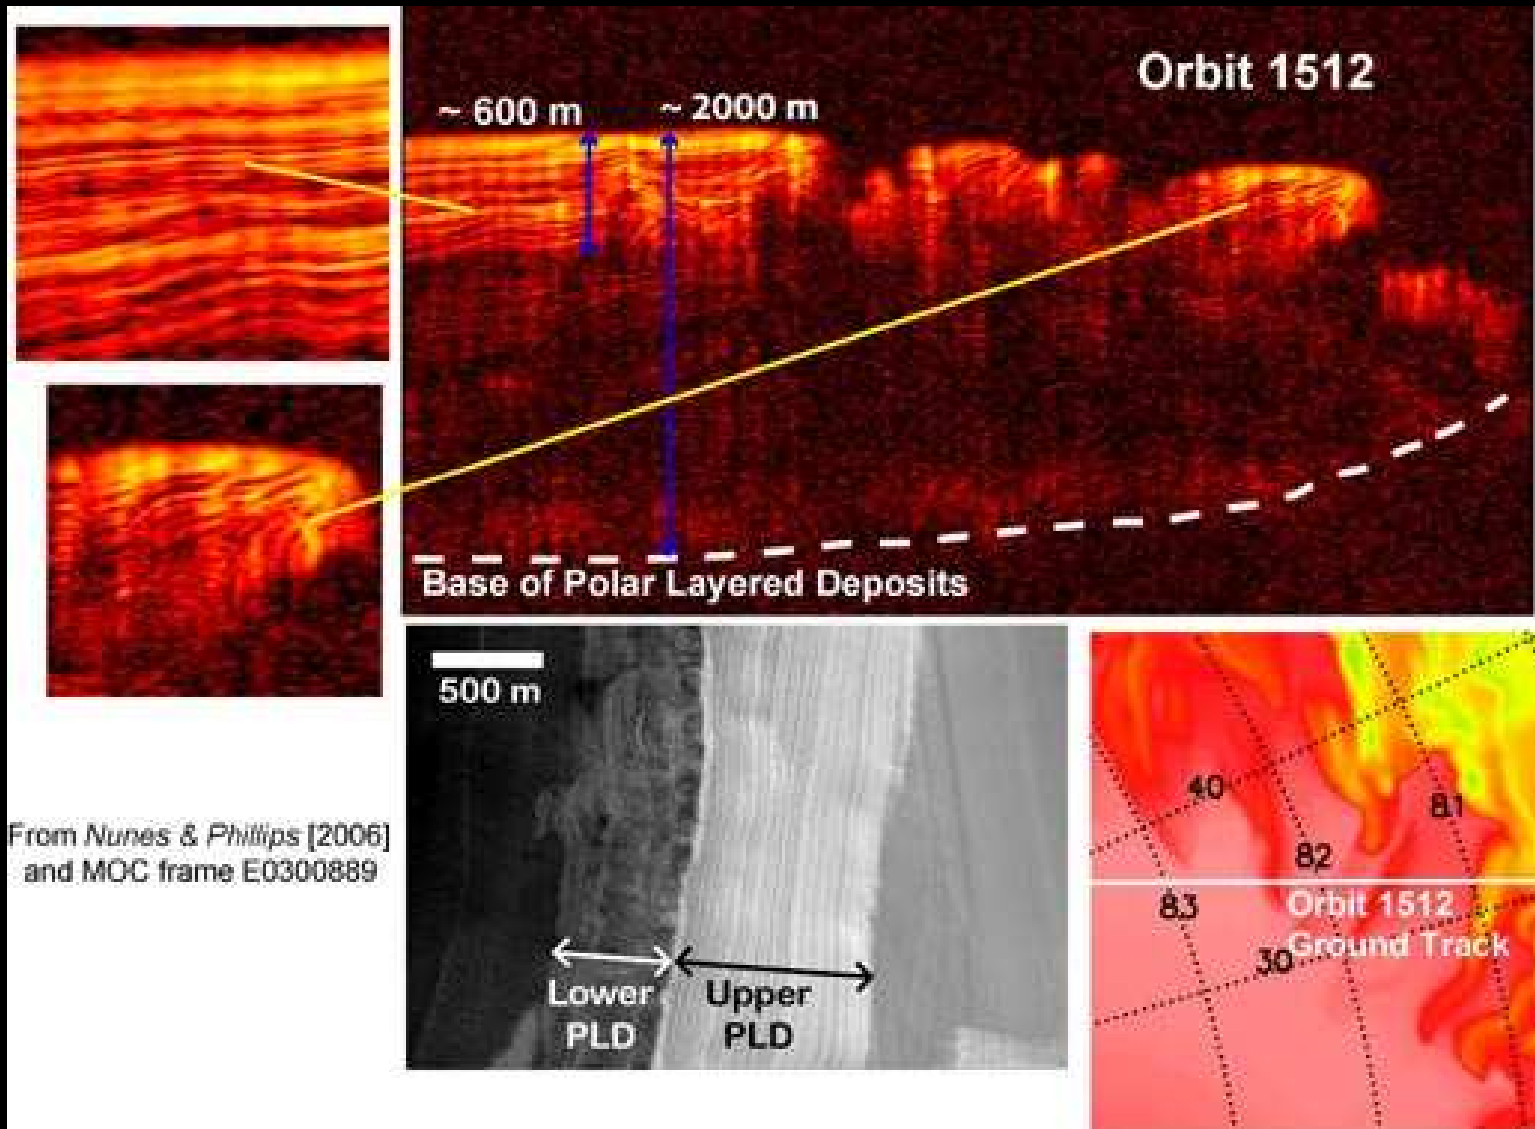 ~ 600 m
~ 2000 m
Orbit 1512
Base of Polar Layered Deposits
500 m
Lower
PLD
Upper
PLD
From Nunes & Phillips [2006]
and MOC frame E0300889
40
81
82
83
Orbit 1512
Ground Track
30